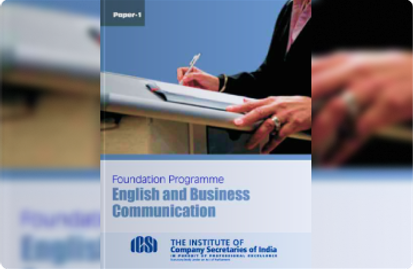 Paper-1
Foundation Programme
English and Business
Communication
ICSI
THE INSTITUTE OF
Company Secretaries of India
IN PURSUIT OF PROFESSIONAL EXCELLENCE